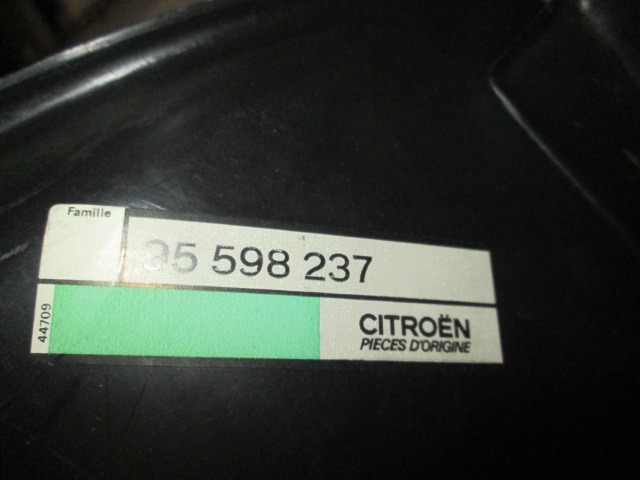 Famille
95 598 237
44709
CITROËN
PIECES D'ORIGINE